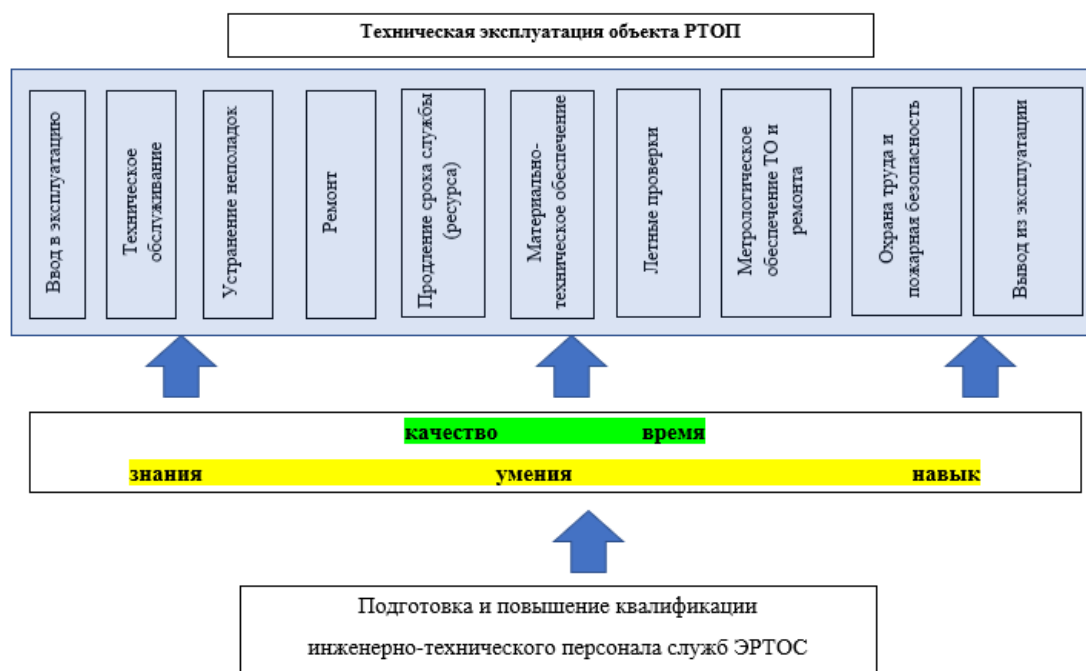 Техническая эксплуатация объекта РТОП
Ввод в эксплуатацию
Техническое
обслуживание
Устранение неполадок
Ремонт
Продление срока службы
(ресурса)
Материально-
техническое обеспечение
Летные проверки
Метрологическое
обеспечение ТО и
ремонта
Охрана труда и
пожарная безопасность
Вывод из эксплуатации
качество время
знания умения навык
Подготовка и повышение квалификации
инженерно-технического персонала служб ЭРТОС